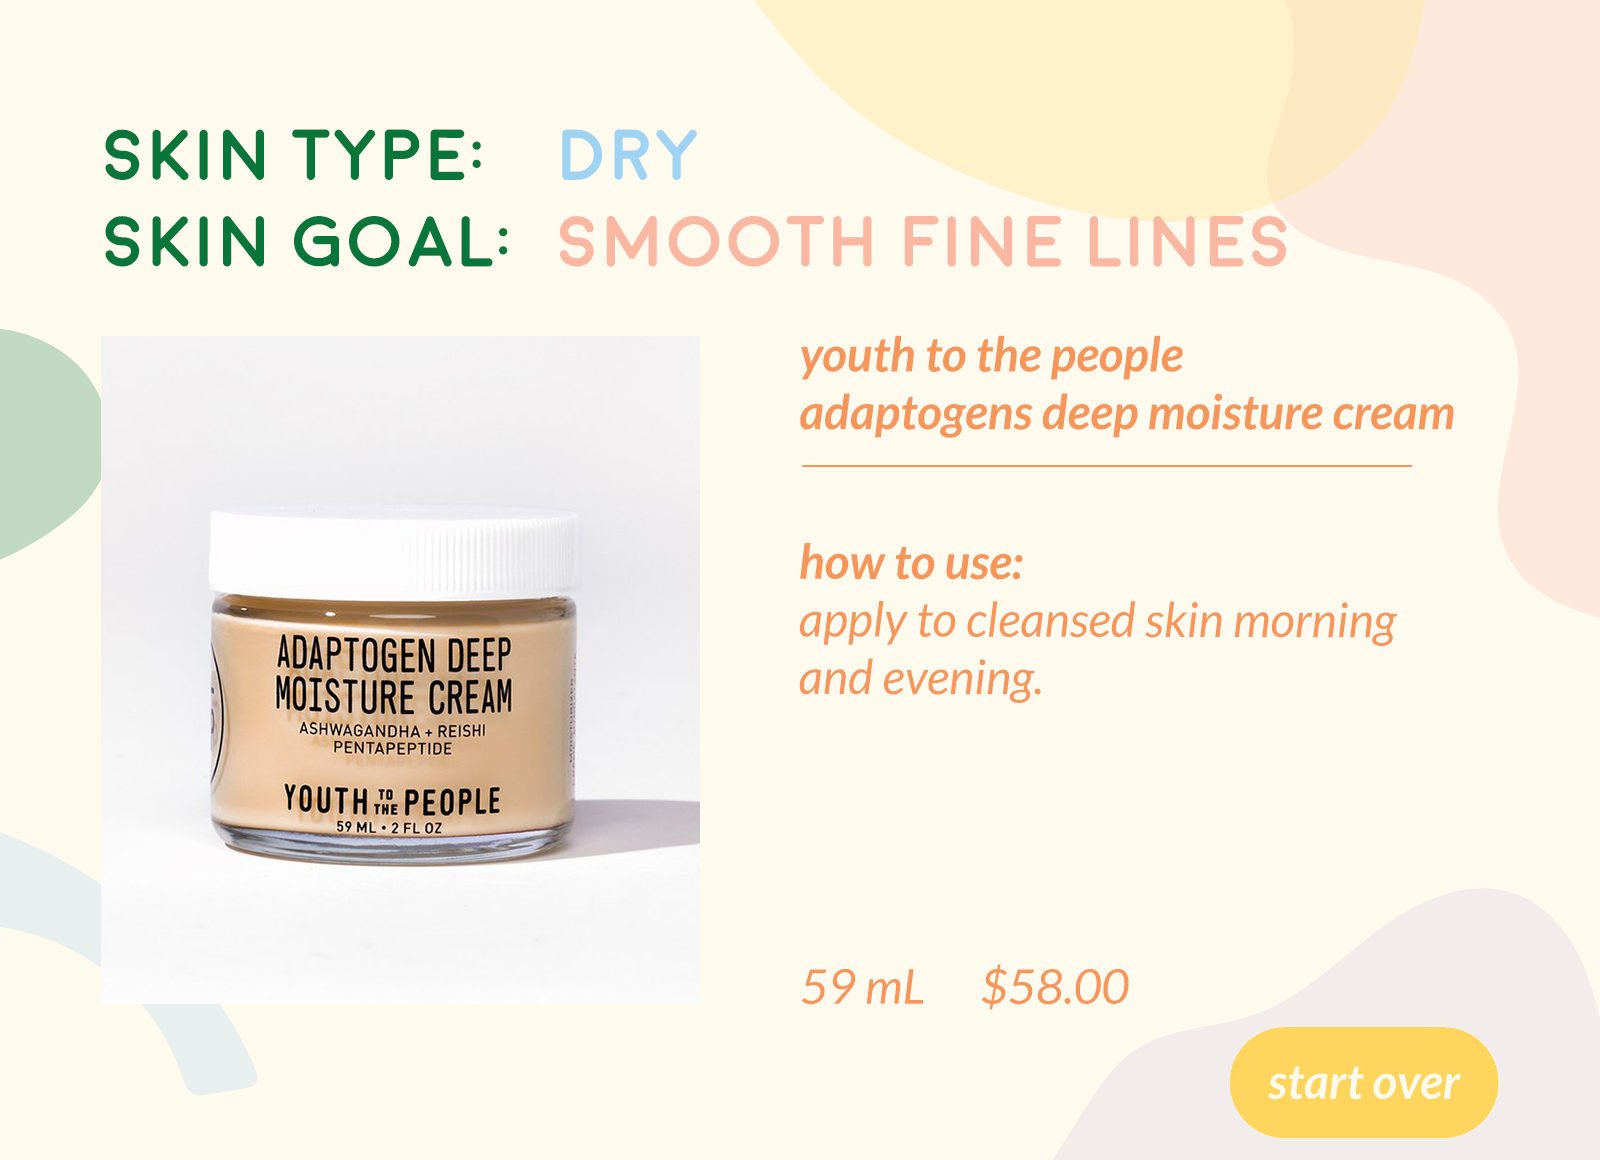 SKIN TYPE: DRY
SKIN GOAL: SMOOTH FINE LINES
youth to the people
adaptogens deep moisture cream
how to use:
apply to cleansed skin morning
and evening.
59 mL $58.00
start over
ADAPTOGEN DEEP
MOISTURE CREAM
ASHWAGANDHA + REISHI
PENTAPEPTIDE
YOUTH TO THE PEOPLE
59 ML • 2 FL OZ